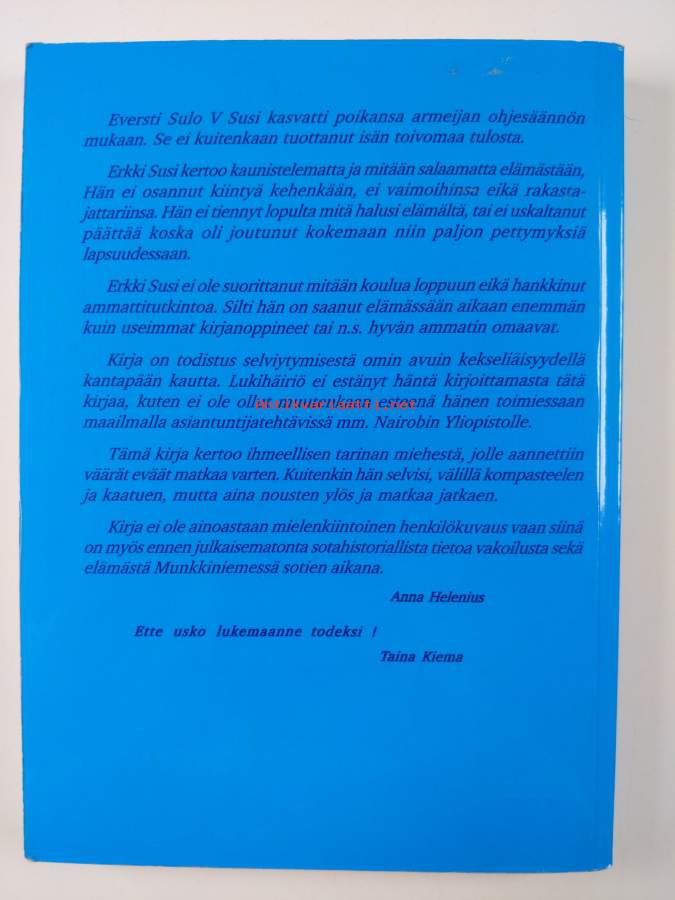 Eversti Sulo V Susi kasvatti poikansa armeijan ohjesäännön
mukaan. Se ei kuitenkaan tuottanut isän toivomaa tulosta.
Erkki Susi kertoo kaunistelematta ja mitään salaamatta elämästään,
Hän ei osannut kiintyä kehenkään, ei vaimoihinsa eikä rakasta-
jattariinsa. Hän ei tiennyt lopulta mitä halusi elämältä, tai ei uskaltanut
päättää koska oli joutunut kokemaan niin paljon pettymyksiä
lapsuudessaan.
Erkki Susi ei ole suorittanut mitään koulua loppuun eikä hankkinut
ammattitutkintoa. Silti hän on saanut elämässään aikaan enemmän
kuin useimmat kirjanoppineet tai n.s. hyvän ammatin omaavat.
Kirja on todistus selviytymisestä omin avuin kekseliäisyydellä
kantapään kautta. Lukihäiriö ei estänyt häntä kirjoittamasta tätä
kirjaa, kuten ei ole ollut muutenkaan esteenä hänen toimiessaan
maailmalla asiantuntijatehtävissä mm. Nairobin Yliopistolle.
Tämä kirja kertoo ihmeellisen tarinan miehestä, jolle aannettiin
väärät eväät matkaa varten. Kuitenkin hän selvisi, välillä kompasteelen
ja kaatuen, mutta aina nousten ylös ja matkaa jatkaen.
Kirja ei ole ainoastaan mielenkiintoinen henkilökuvaus vaan siinä
on myös ennen julkaisematonta sotahistoriallista tietoa vakoilusta sekä
elämästä Munkkiniemessä sotien aikana.
Anna Helenius
Ette usko lukemaanne todeksi !
Taina Kiema